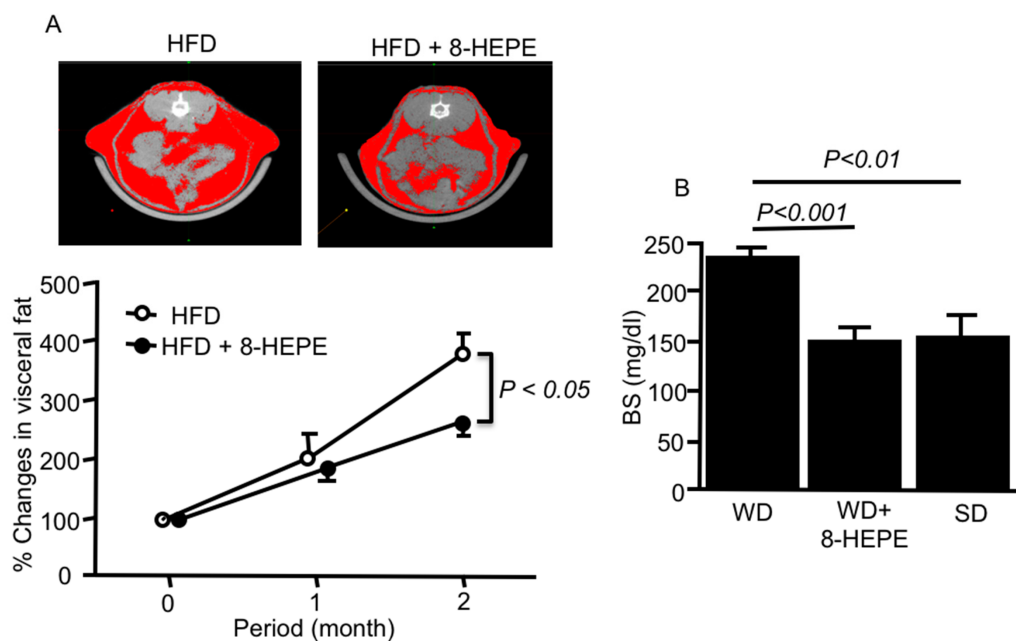 A
HFD
HFD + 8-HEPE
% Changes in visceral fat
500
400
300
200
100
0
HFD
HFD + 8-HEPE
P < 0.05
0
1
2
Period (month)
B
P<0.01
P<0.001
BS (mg/dl)
250
200
150
100
50
0
WD
WD+
8-HEPE
SD